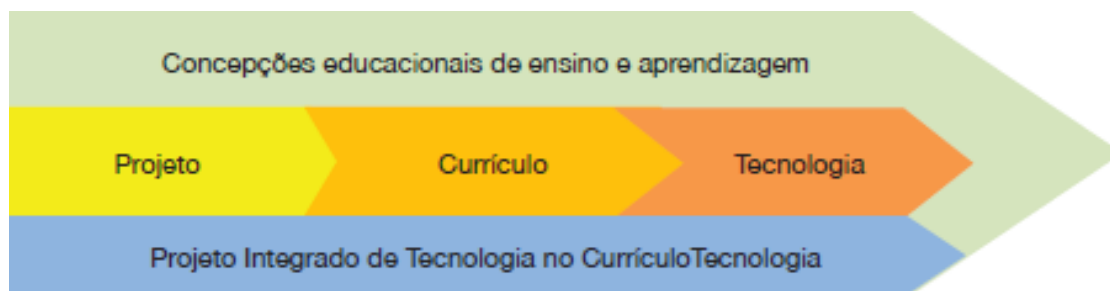 Concepções educacionais de ensino e aprendizagem
Projeto Currículo Tecnologia
Projeto Integrado de Tecnologia no CurrículoTecnologia